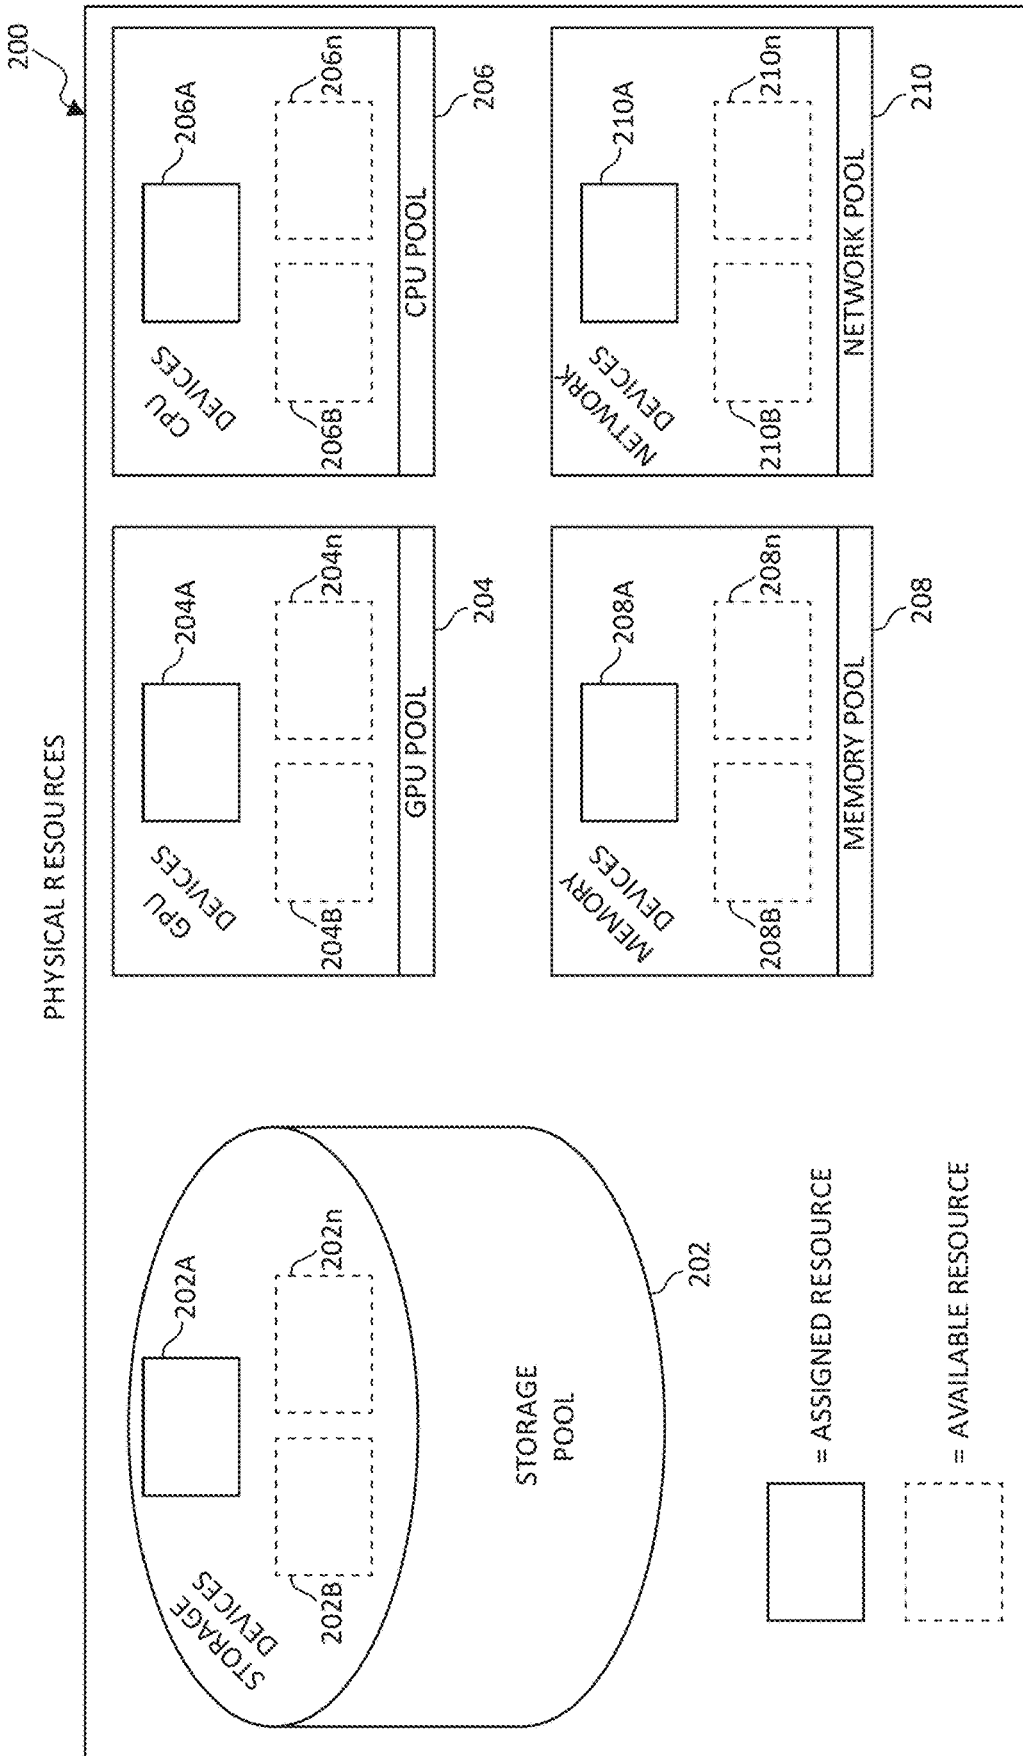 PHYSICAL RESOURCES
200
STORAGE
DEVICES
202A
202B
202n
STORAGE
POOL
202
GPU
DEVICES
204A
204B
204n
GPU POOL
204
CPU
DEVICES
206A
206B
206n
CPU POOL
206
MEMORY
DEVICES
208A
208B
208n
MEMORY POOL
208
NETWORK
DEVICES
210A
210B
210n
NETWORK POOL
210
= ASSIGNED RESOURCE
= AVAILABLE RESOURCE